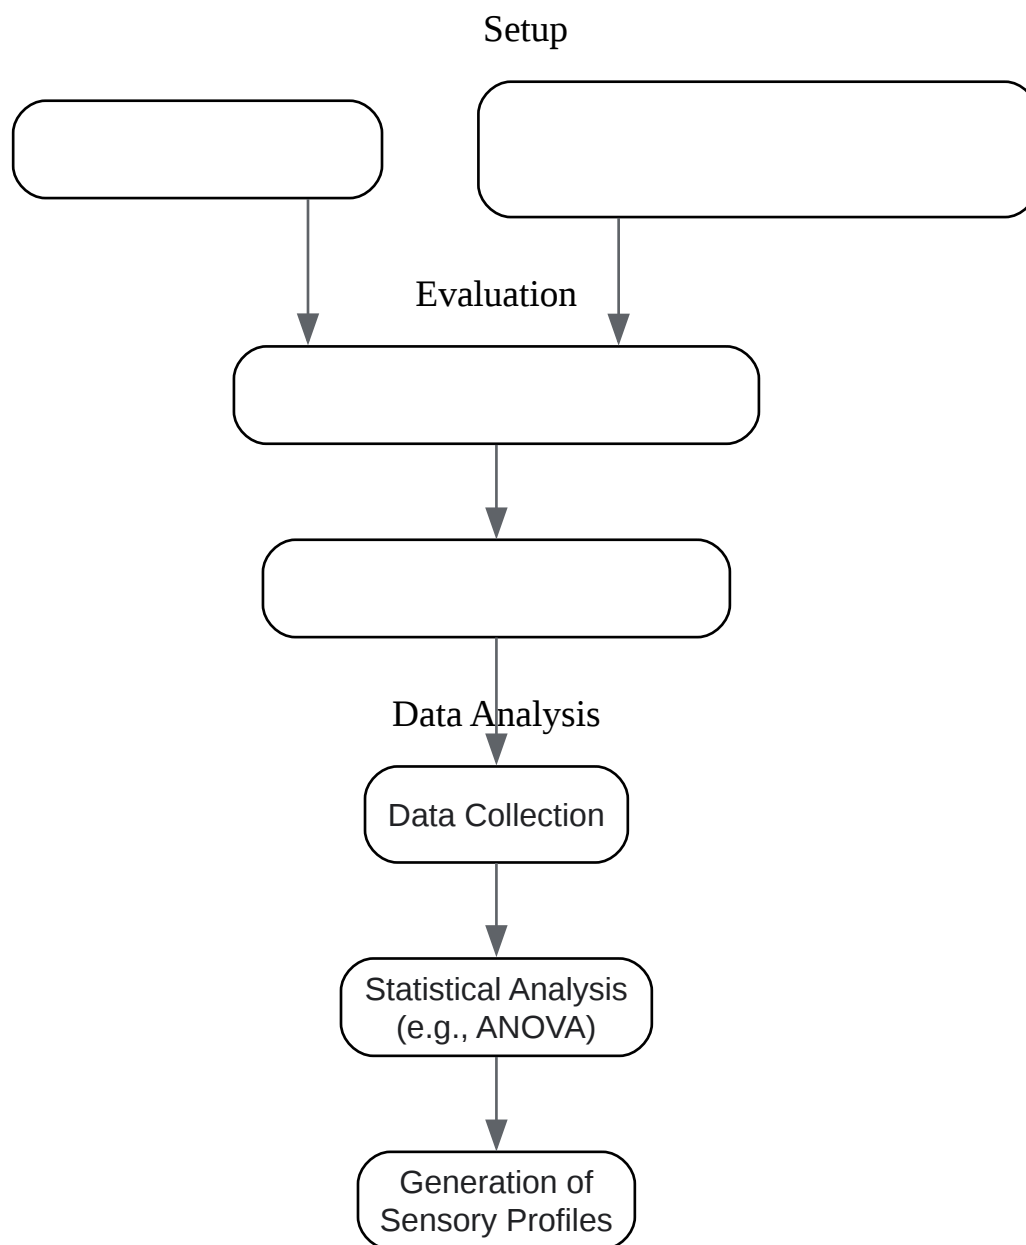 Setup
Evaluation
Data Analysis
Data Collection
Statistical Analysis
(e.g., ANOVA)
Generation of
Sensory Profiles